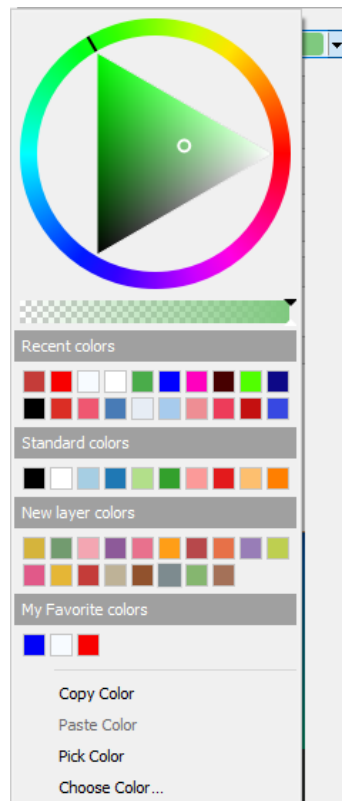 Recent colors
Standard colors
New layer colors
My Favorite colors
Copy Color
Paste Color
Pick Color
Choose Color...